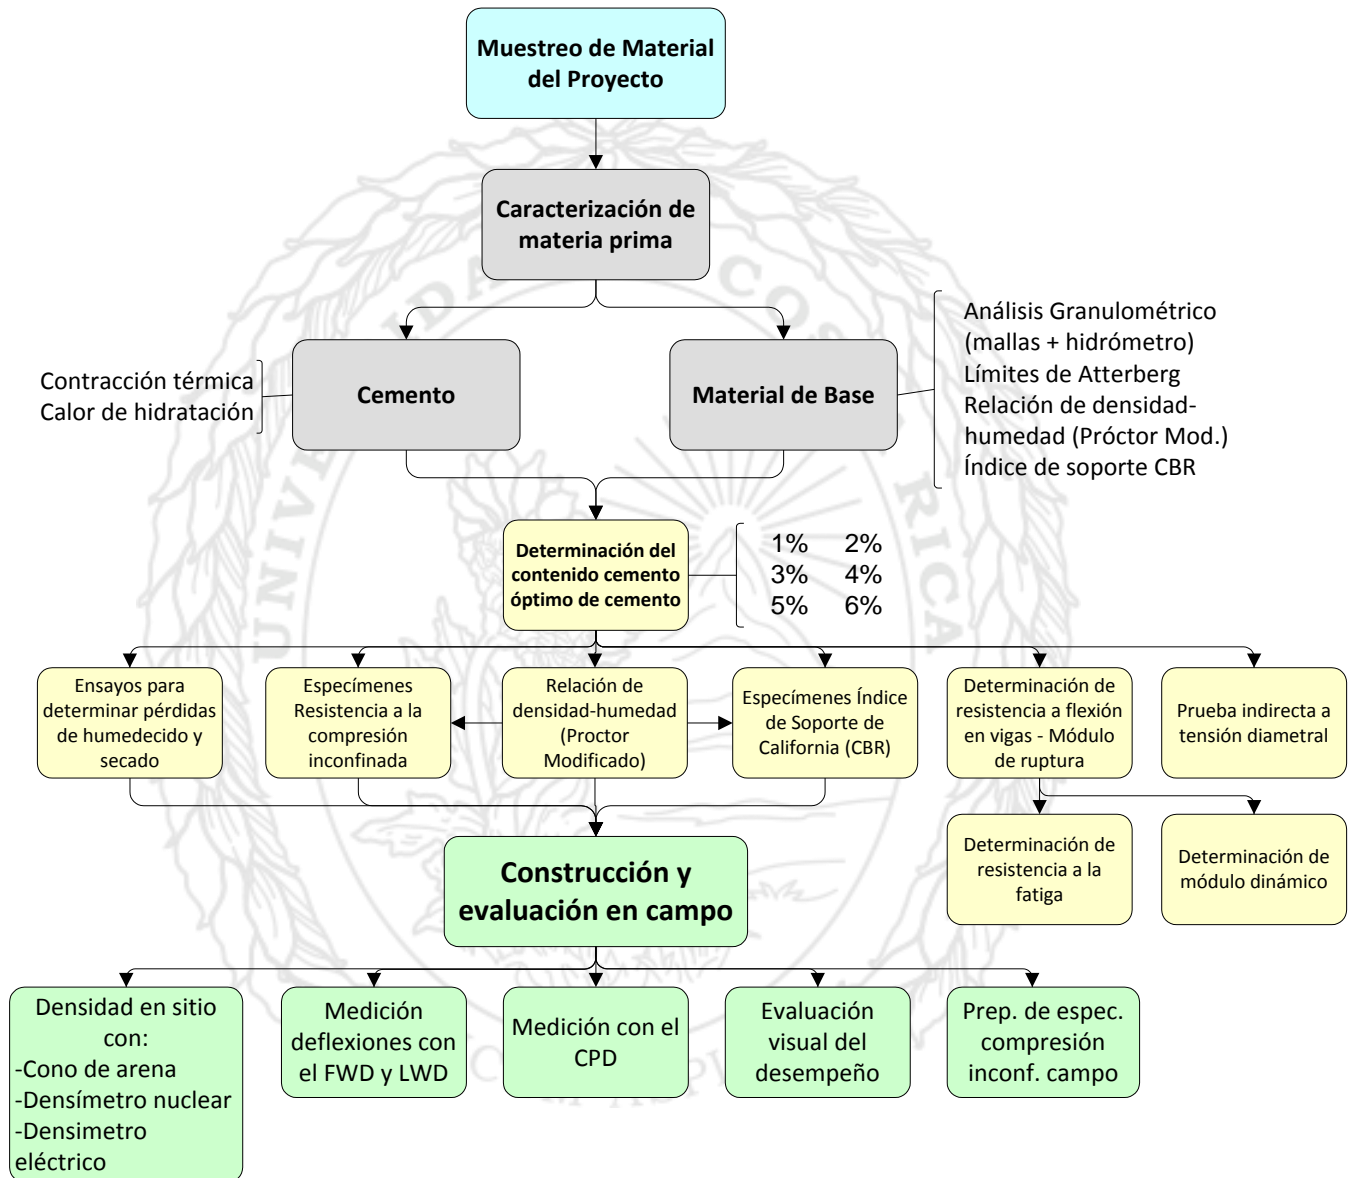 Muestreo de Material
del Proyecto
Caracterización de
materia prima
Contracción térmica
Calor de hidratación
Cemento
Material de Base
Análisis Granulométrico
(mallas + hidrómetro)
Límites de Atterberg
Relación de densidad-
humedad (Próctor Mod.)
Índice de soporte CBR
Determinación del
contenido cemento
óptimo de cemento
1% 2%
3% 4%
5% 6%
Ensayos para
determinar pérdidas
de humedecido y
secado
Especímenes
Resistencia a la
compresión
inconfinada
Relación de
densidad-humedad
(Proctor
Modificado)
Especímenes Índice
de Soporte de
California (CBR)
Determinación de
resistencia a flexión
en vigas - Módulo
de ruptura
Prueba indirecta a
tensión diametral
Determinación de
resistencia a la
fatiga
Determinación de
módulo dinámico
Construcción y
evaluación en campo
Densidad en sitio
con:
-Cono de arena
-Densímetro nuclear
-Densimetro
eléctrico
Medición
deflexiones con
el FWD y LWD
Medición con el
CPD
Evaluación
visual del
desempeño
Prep. de espec.
compresión
inconf. campo